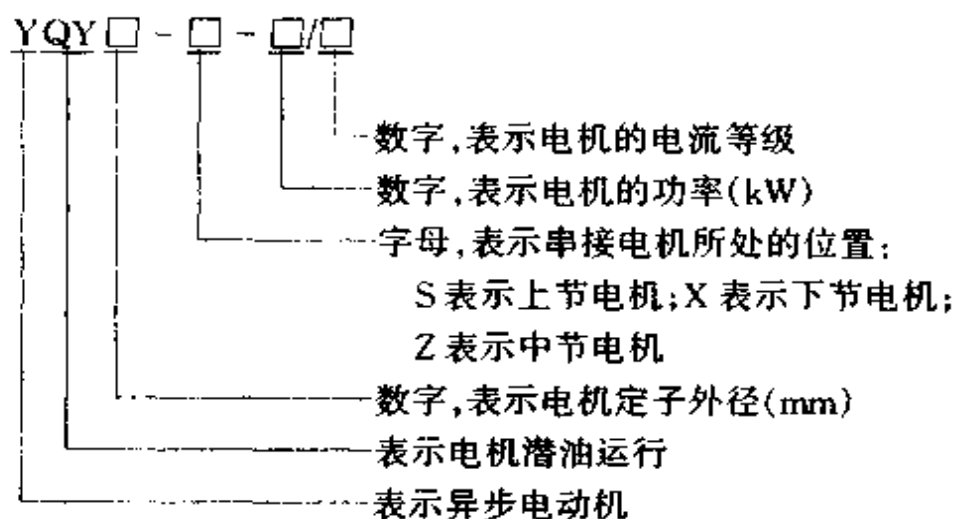 YQY□-□-□/□
数字,表示电机的电流等级
数字,表示电机的功率(kW)
字母,表示串接电机所处的位置:
S表示上节电机;X表示下节电机;
Z表示中节电机
数字,表示电机定子外径(mm)
表示电机潜油运行
表示异步电动机